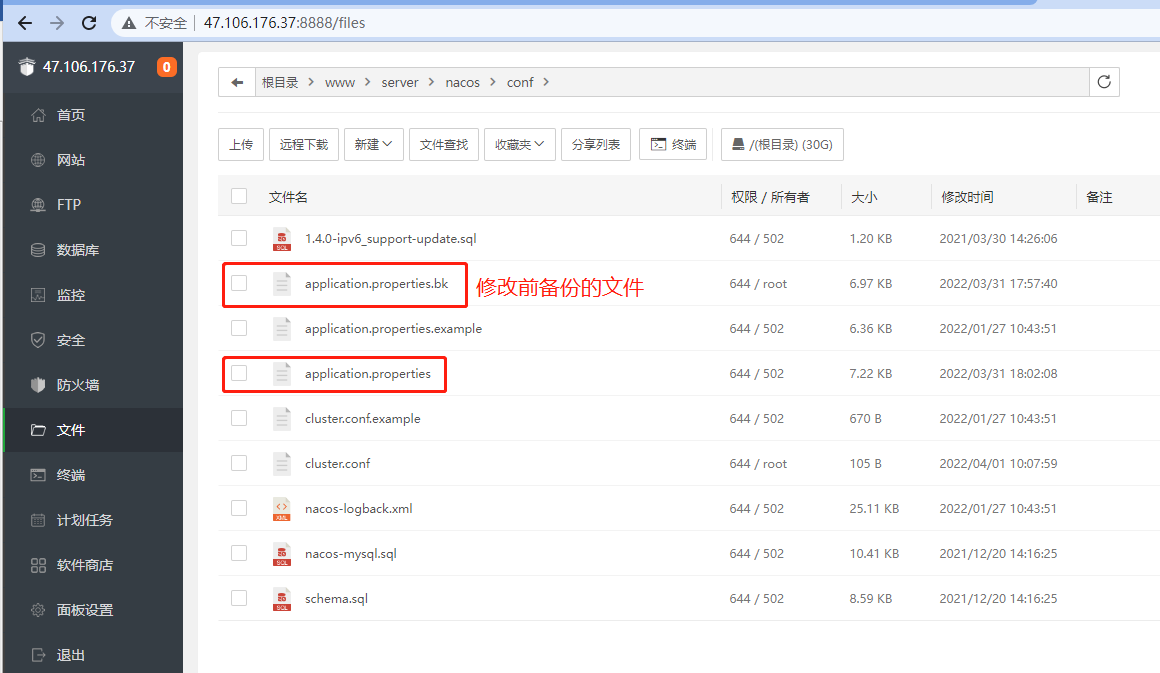 不安全 47.106.176.37:8888/files
47.106.176.37 0
首页
网站
FTP
数据库
监控
安全
防火墙
文件
终端
计划任务
软件商店
面板设置
退出
根目录 www server nacos conf
上传 远程下载 新建 文件查找 收藏夹 分享列表 终端 /(根目录) (30G)
文件名 权限 / 所有者 大小 修改时间 备注
SQL 1.4.0-ipv6_support-update.sql 644 / 502 1.20 KB 2021/03/30 14:26:06
application.properties.bk 修改前备份的文件 644 / root 6.97 KB 2022/03/31 17:57:40
application.properties.example 644 / 502 6.36 KB 2022/01/27 10:43:51
application.properties 644 / 502 7.22 KB 2022/03/31 18:02:08
cluster.conf.example 644 / 502 670 B 2022/01/27 10:43:51
cluster.conf 644 / root 105 B 2022/04/01 10:07:59
XML nacos-logback.xml 644 / 502 25.11 KB 2022/01/27 10:43:51
SQL nacos-mysql.sql 644 / 502 10.41 KB 2021/12/20 14:16:25
SQL schema.sql 644 / 502 8.59 KB 2021/12/20 14:16:25